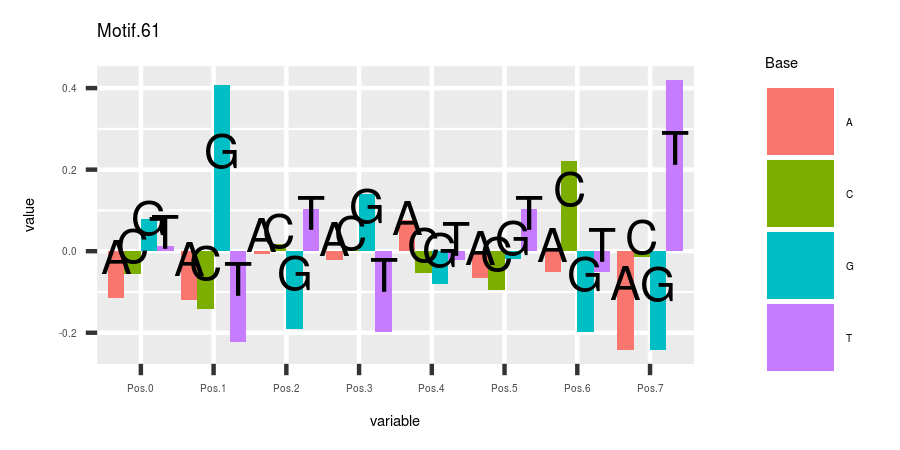 Motif.61
value
0.4
0.2
0.0
-0.2
A C G T A C G T A C G T A C G T A C G T A C G T A C G T A C G T
Pos.0 Pos.1 Pos.2 Pos.3 Pos.4 Pos.5 Pos.6 Pos.7
variable
Base
A
C
G
T